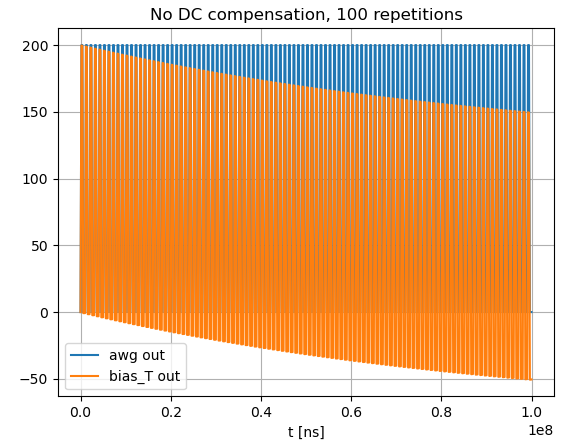 No DC compensation, 100 repetitions
200
150
100
50
0
−50
awg out
bias_T out
0.0 0.2 0.4 0.6 0.8 1.0
1e8
t [ns]